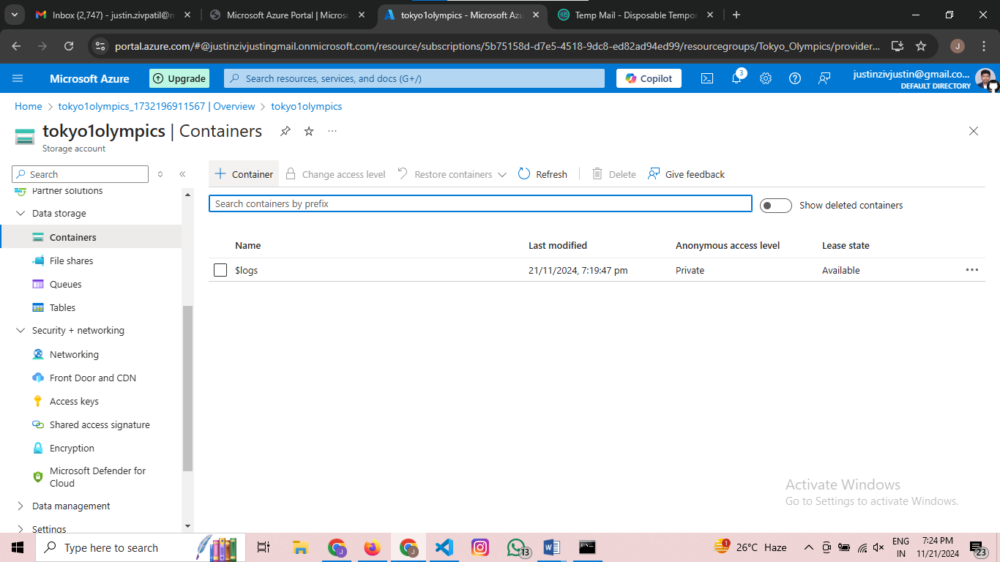 Inbox (2,747) - justin.zivpatil@m
Microsoft Azure Portal | Microso
tokyo1olympics - Microsoft Azu
Temp Mail - Disposable Tempo
portal.azure.com/#@justinzivjustingmail.onmicrosoft.com/resource/subscriptions/5b75158d-d7e5-4518-9dc8-ed82ad94ed99/resourcegroups/Tokyo_Olympics/provider...
J
Microsoft Azure
Upgrade
Search resources, services, and docs (G+/)
Copilot
3
justinzivjustin@gmail.co...
DEFAULT DIRECTORY
Home > tokyo1olympics_1732196911567 | Overview > tokyo1olympics
tokyo1olympics | Containers
Storage account
Search
Container
Change access level
Restore containers
Refresh
Delete
Give feedback
Partner solutions
Data storage
Containers
File shares
Queues
Tables
Security + networking
Networking
Front Door and CDN
Access keys
Shared access signature
Encryption
Microsoft Defender for
Cloud
Data management
Settings
Search containers by prefix
Show deleted containers
Name Last modified Anonymous access level Lease state
$logs 21/11/2024, 7:19:47 pm Private Available
Activate Windows
Go to Settings to activate Windows.
Type here to search
J
J
13
1
26°C Haze
ENG
IN
7:24 PM
11/21/2024
23